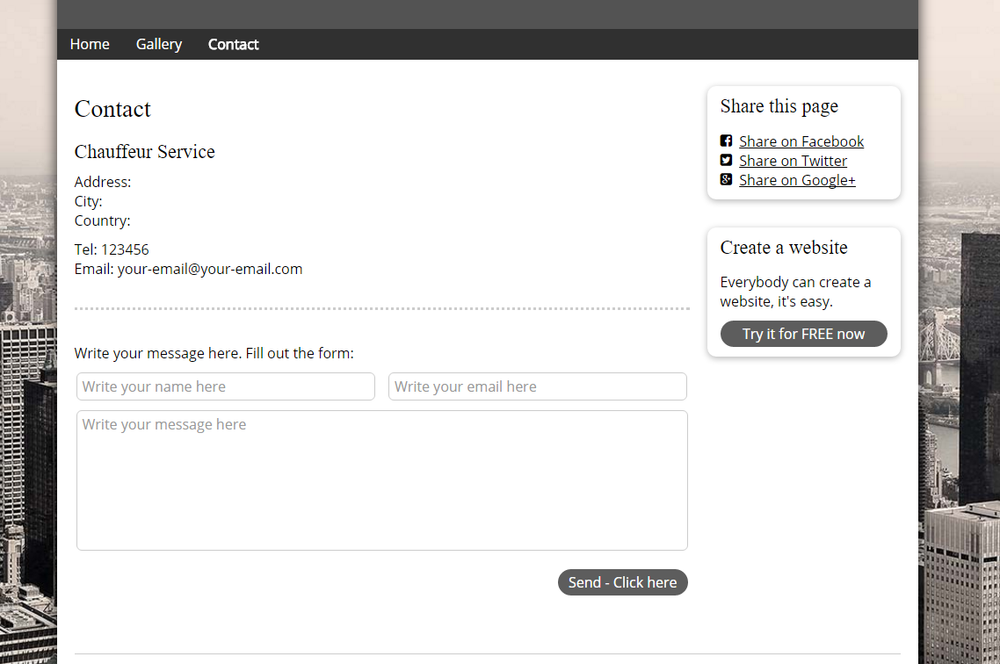 Home Gallery Contact
Contact
Chauffeur Service
Address:
City:
Country:
Tel: 123456
Email: your-email@your-email.com
Write your message here. Fill out the form:
Write your name here Write your email here
Write your message here
Send - Click here
Share this page
Share on Facebook
Share on Twitter
Share on Google+
Create a website
Everybody can create a
website, it's easy.
Try it for FREE now